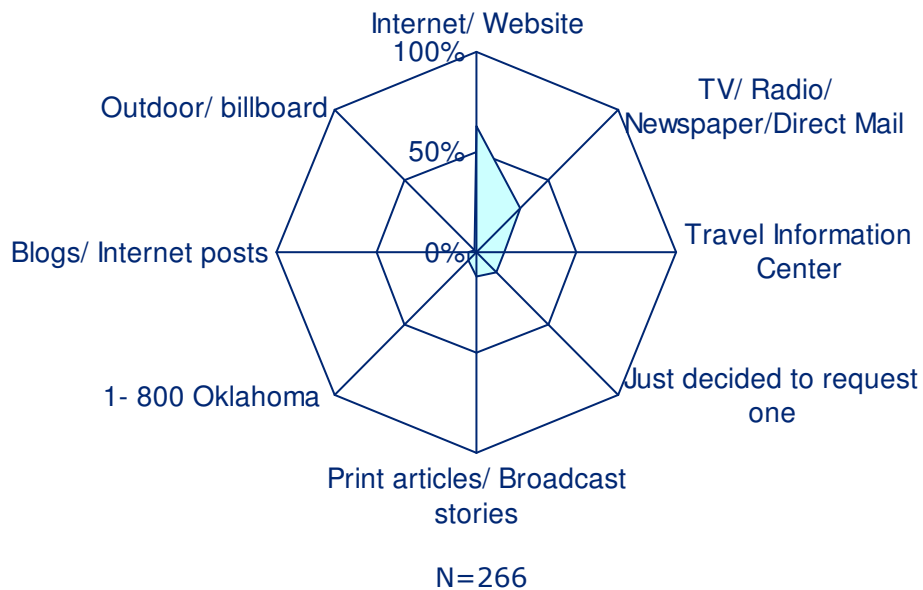 Internet/ Website
100%
TV/ Radio/
Newspaper/Direct Mail
Outdoor/ billboard
50%
Travel Information
Center
Blogs/ Internet posts
0%
Just decided to request
one
1- 800 Oklahoma
Print articles/ Broadcast
stories
N=266